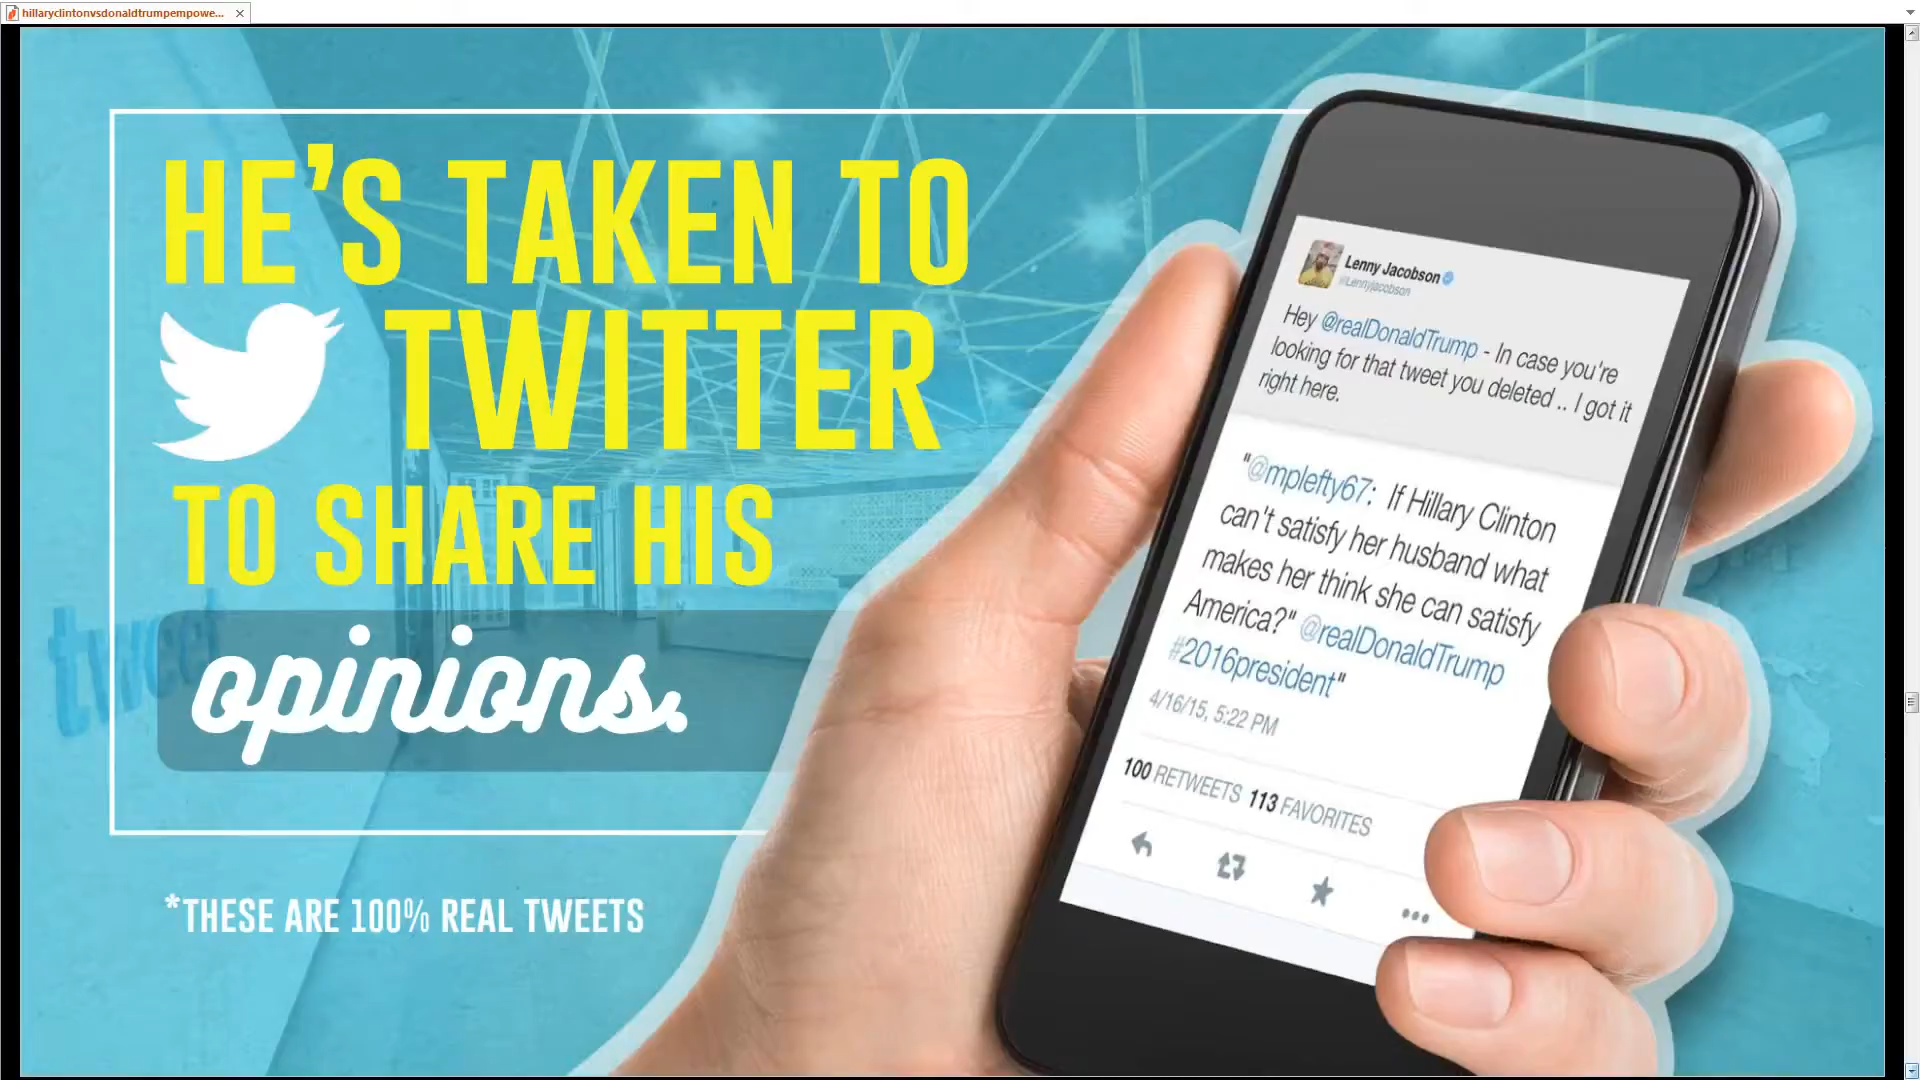 hillaryclintonvsdonaldtrumpempowe...
HE'S TAKEN TO
TWITTER
TO SHARE HIS
opinions.
*THESE ARE 100% REAL TWEETS
Lenny Jacobson
@Lennyjacobson
Hey @realDonaldTrump - In case you're
looking for that tweet you deleted .. I got it
right here.
"@mplefty67: If Hillary Clinton
can't satisfy her husband what
makes her think she can satisfy
America?" @realDonaldTrump
#2016president"
4/16/15, 5:22 PM
100 RETWEETS 113 FAVORITES